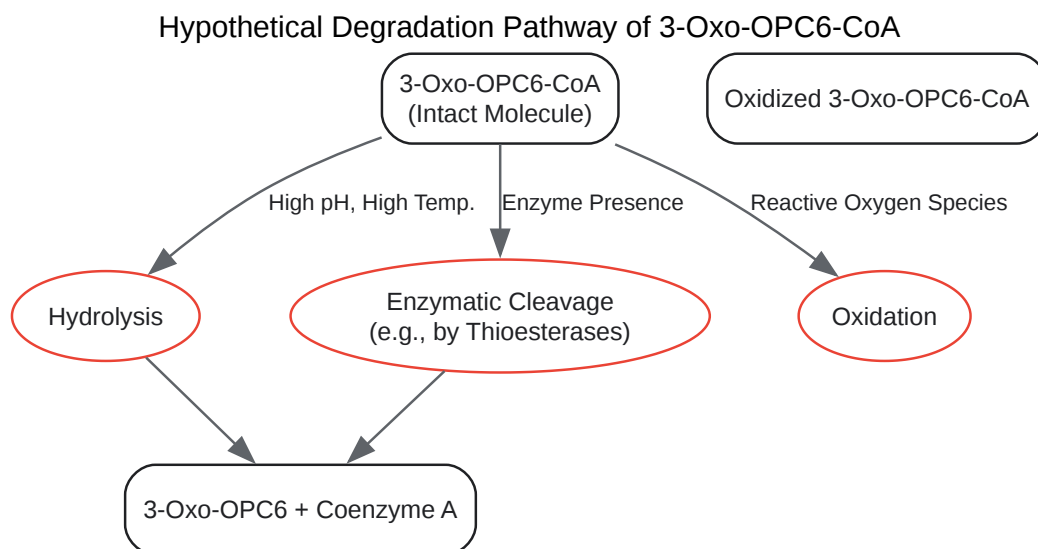 Hypothetical Degradation Pathway of 3-Oxo-OPC6-CoA
3-Oxo-OPC6-CoA
(Intact Molecule)
Oxidized 3-Oxo-OPC6-CoA
High pH, High Temp.
Enzyme Presence
Reactive Oxygen Species
Hydrolysis
Enzymatic Cleavage
(e.g., by Thioesterases)
Oxidation
3-Oxo-OPC6 + Coenzyme A